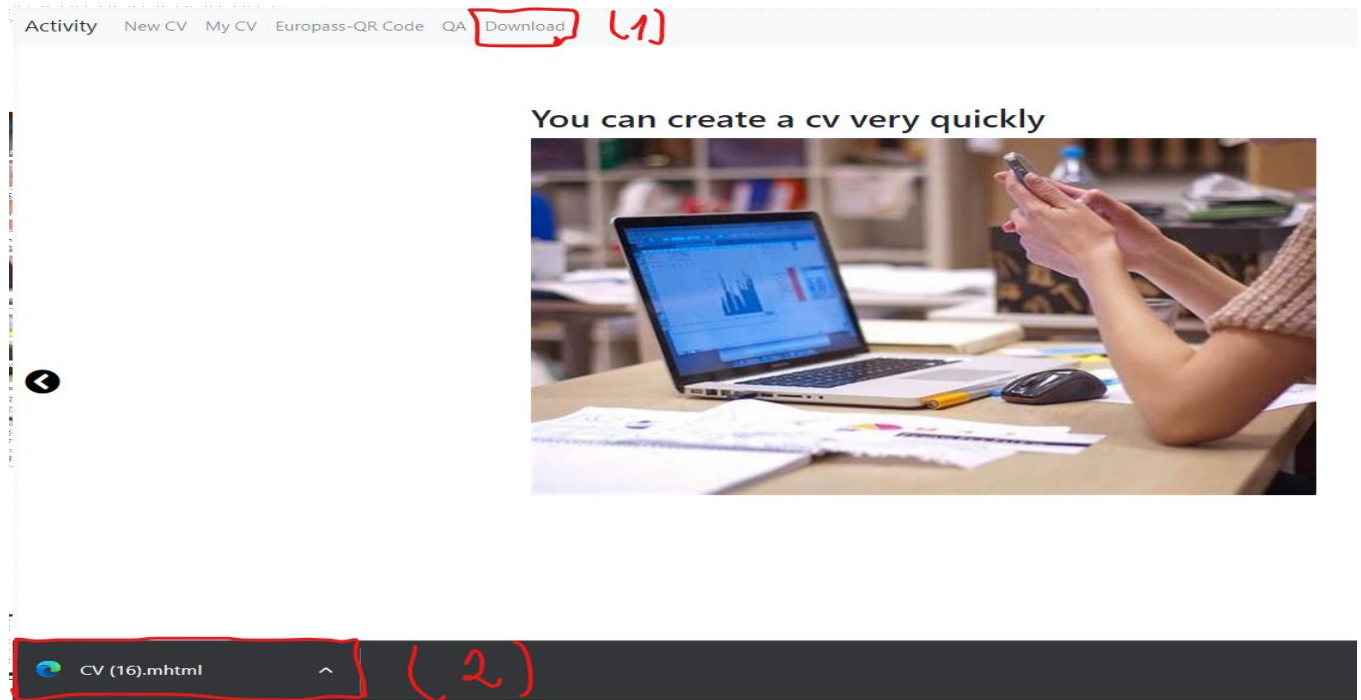 Activity New CV My CV Europass-QR Code QA Download (1)
You can create a cv very quickly
CV (16).mhtml (2)